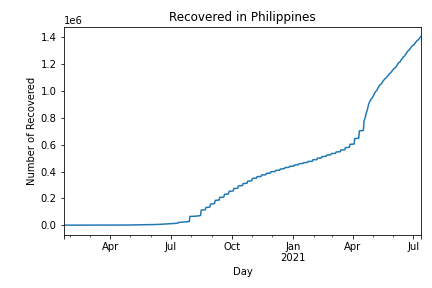 Recovered in Philippines
1e6
1.4
1.2
1.0
0.8
0.6
0.4
0.2
0.0
Number of Recovered
Apr
Jul
Oct
Jan
2021
Apr
Jul
Day